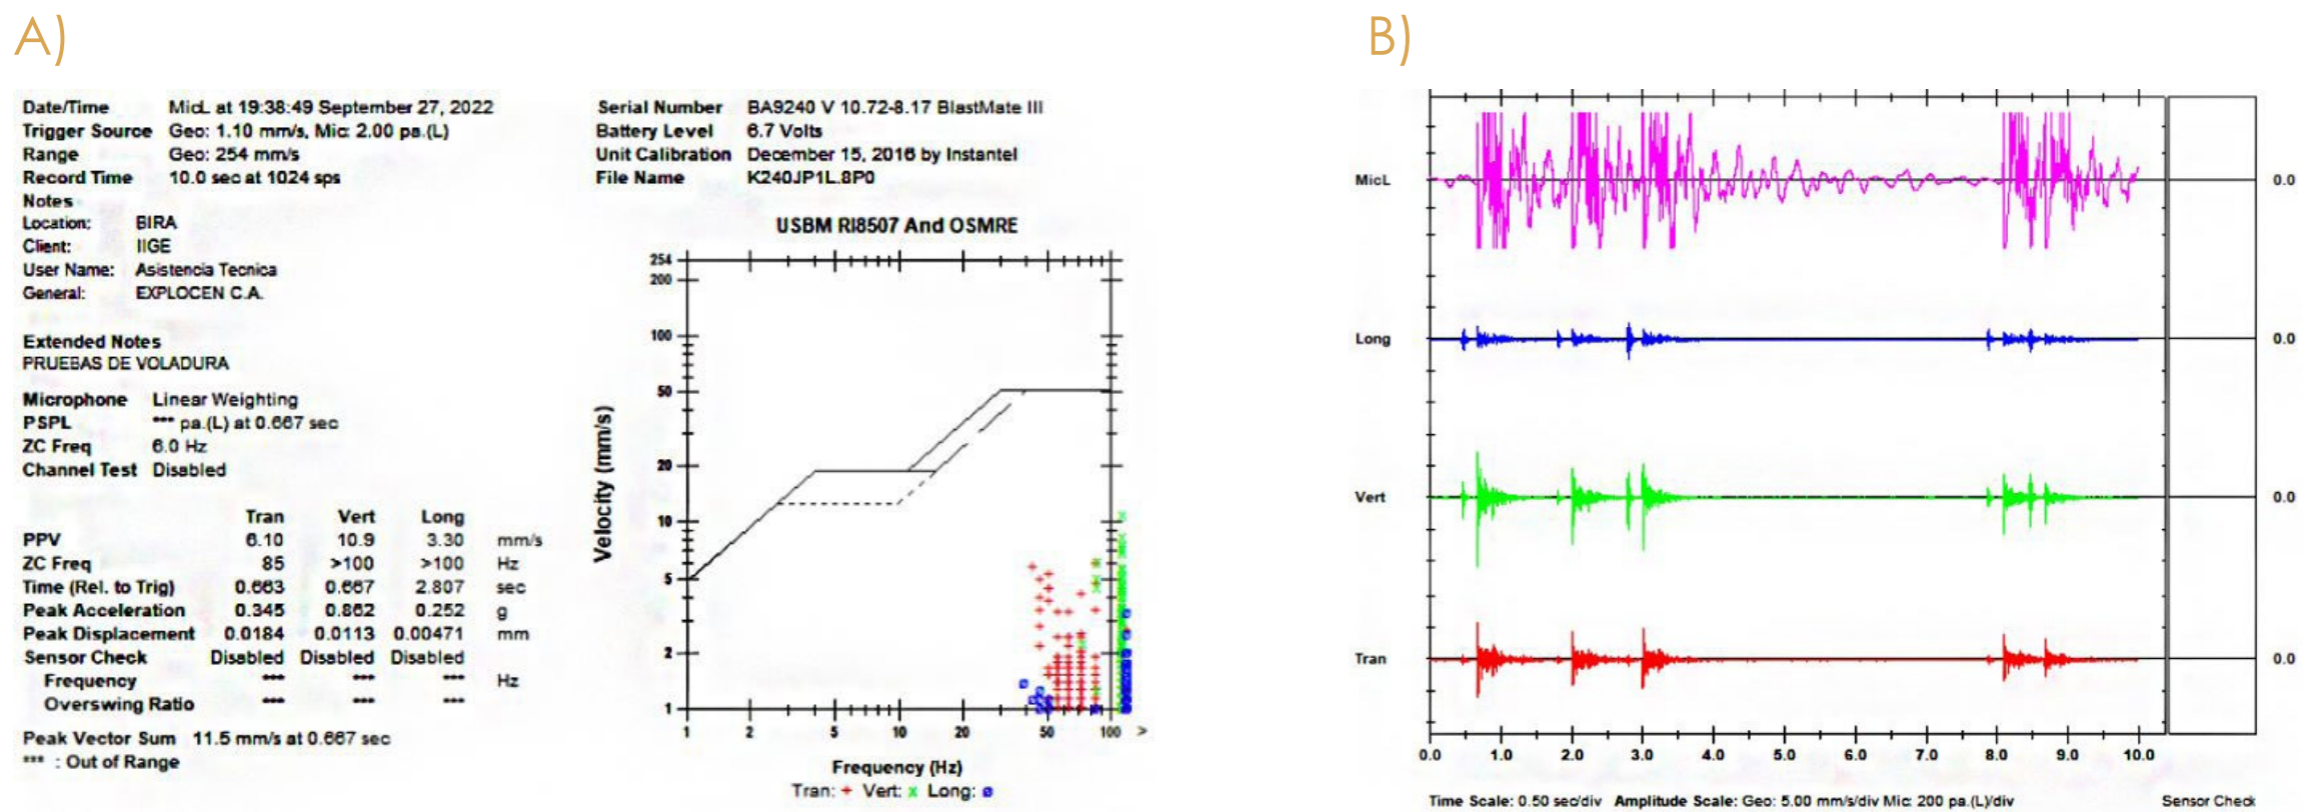 A)
Date/Time MicL at 19:38:49 September 27, 2022
Trigger Source Geo: 1.10 mm/s, Mic: 2.00 pa.(L)
Range Geo: 254 mm/s
Record Time 10.0 sec at 1024 sps
Notes
Location: BIRA
Client: IIGE
User Name: Asistencia Tecnica
General: EXPLOCEN C.A.
Extended Notes
PRUEBAS DE VOLADURA
Microphone Linear Weighting
PSPL *** pa.(L) at 0.667 sec
ZC Freq 6.0 Hz
Channel Test Disabled
Tran Vert Long
PPV 6.10 10.9 3.30 mm/s
ZC Freq 85 >100 >100 Hz
Time (Rel. to Trig) 0.663 0.667 2.807 sec
Peak Acceleration 0.345 0.862 0.252 g
Peak Displacement 0.0184 0.0113 0.00471 mm
Sensor Check Disabled Disabled Disabled
Frequency *** *** *** Hz
Overswing Ratio *** *** ***
Peak Vector Sum 11.5 mm/s at 0.667 sec
*** : Out of Range
Serial Number BA9240 V 10.72-8.17 BlastMate III
Battery Level 6.7 Volts
Unit Calibration December 15, 2016 by Instantel
File Name K240JP1L.8P0
USBM RI8507 And OSMRE
254
200
100
50
20
10
5
2
1
Velocity (mm/s)
1 2 5 10 20 50 100 >
Frequency (Hz)
Tran: + Vert: x Long: ø
B)
MicL 0.0
Long 0.0
Vert 0.0
Tran 0.0
0.0 1.0 2.0 3.0 4.0 5.0 6.0 7.0 8.0 9.0 10.0
Time Scale: 0.50 sec/div Amplitude Scale: Geo: 5.00 mm/s/div Mic: 200 pa.(L)/div Sensor Check